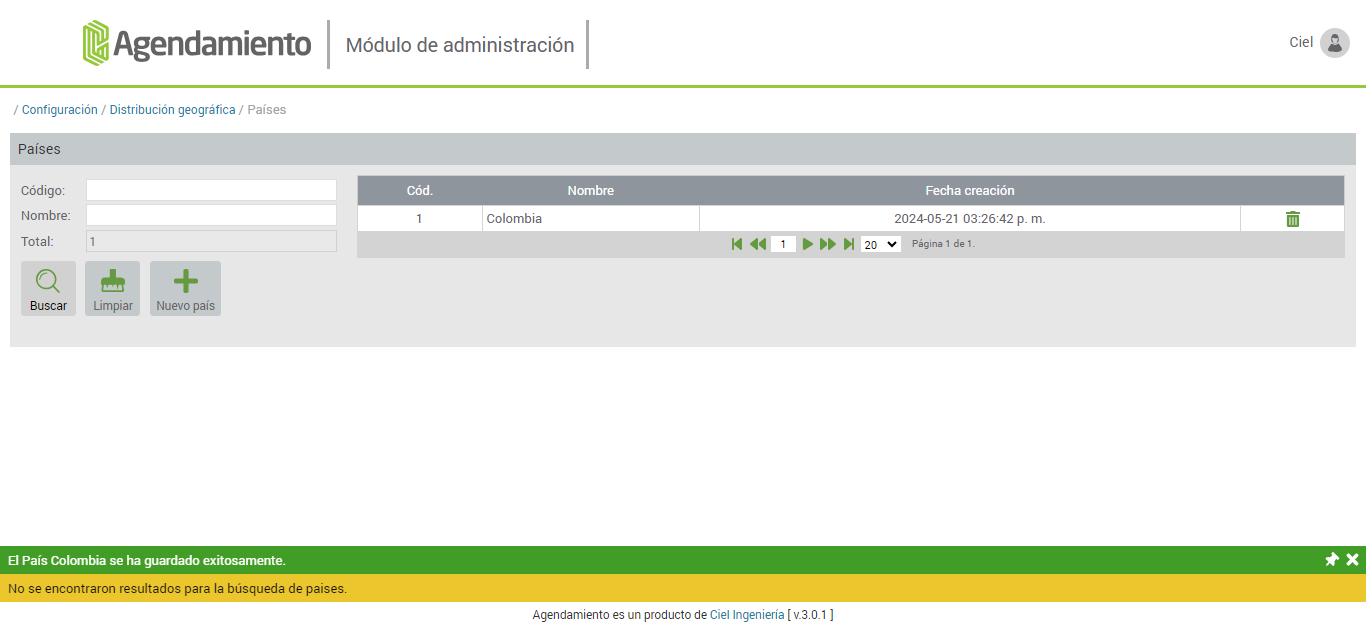 Agendamiento
Módulo de administración
Ciel
/ Configuración / Distribución geográfica / Países
Países
Código:
Nombre:
Total: 1
Buscar
Limpiar
Nuevo país
Cód. Nombre Fecha creación
1 Colombia 2024-05-21 03:26:42 p. m.
1 20 Página 1 de 1.
El País Colombia se ha guardado exitosamente.
No se encontraron resultados para la búsqueda de paises.
Agendamiento es un producto de Ciel Ingeniería [ v.3.0.1 ]